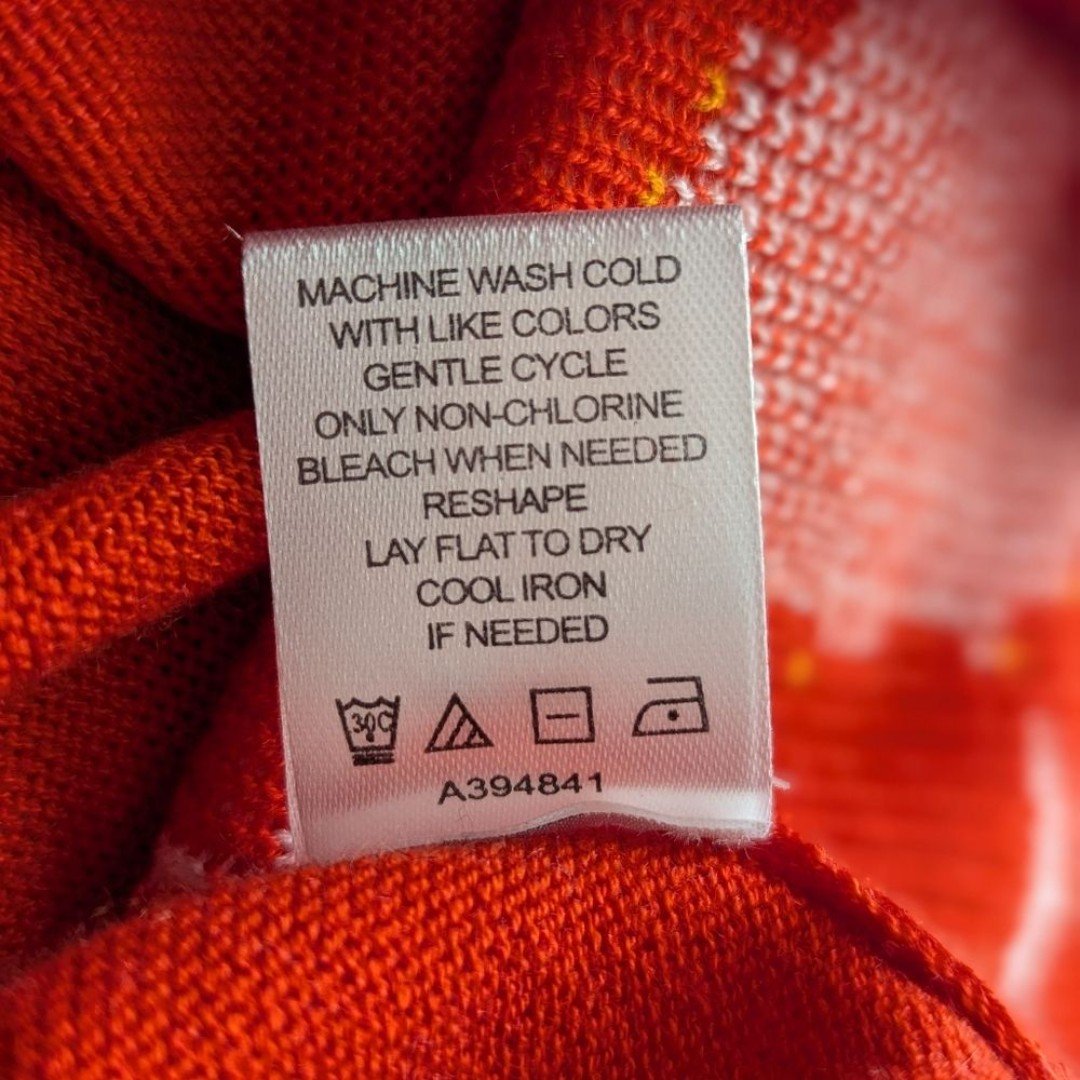 MACHINE WASH COLD
WITH LIKE COLORS
GENTLE CYCLE
ONLY NON-CHLORINE
BLEACH WHEN NEEDED
RESHAPE
LAY FLAT TO DRY
COOL IRON
IF NEEDED
30C
A394841